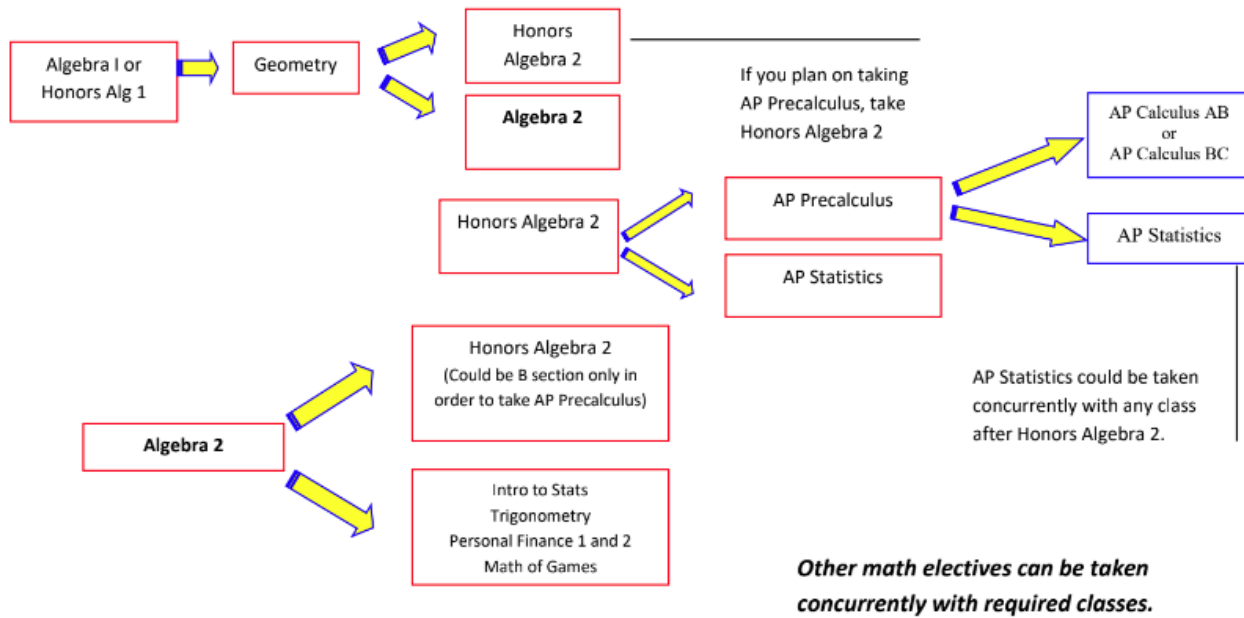 Algebra I or
Honors Alg 1
Geometry
Honors
Algebra 2
Algebra 2
If you plan on taking
AP Precalculus, take
Honors Algebra 2
AP Calculus AB
or
AP Calculus BC
Honors Algebra 2
AP Precalculus
AP Statistics
AP Statistics
Honors Algebra 2
(Could be B section only in
order to take AP Precalculus)
AP Statistics could be taken
concurrently with any class
after Honors Algebra 2.
Algebra 2
Intro to Stats
Trigonometry
Personal Finance 1 and 2
Math of Games
Other math electives can be taken
concurrently with required classes.